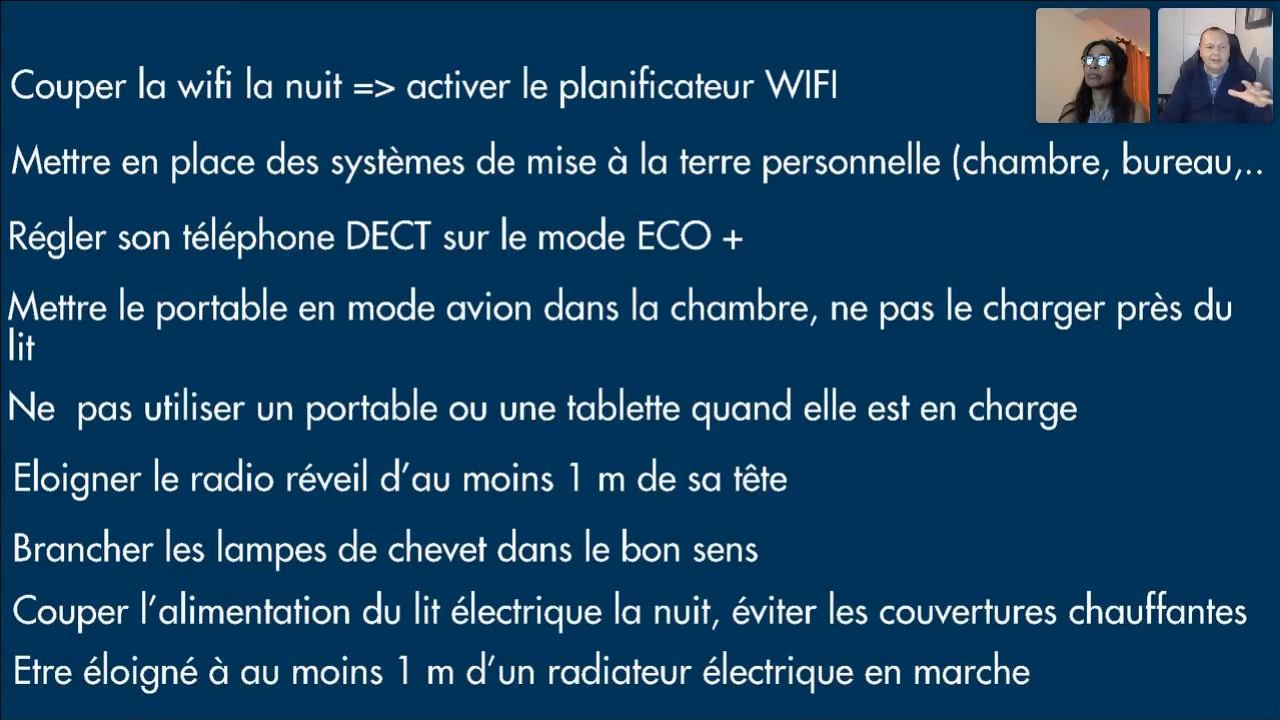 Couper la wifi la nuit => activer le planificateur WIFI
Mettre en place des systèmes de mise à la terre personnelle (chambre, bureau,..
Régler son téléphone DECT sur le mode ECO +
Mettre le portable en mode avion dans la chambre, ne pas le charger près du
lit
Ne  pas utiliser un portable ou une tablette quand elle est en charge
Eloigner le radio réveil d’au moins 1 m de sa tête
Brancher les lampes de chevet dans le bon sens
Couper l’alimentation du lit électrique la nuit, éviter les couvertures chauffantes
Etre éloigné à au moins 1 m d’un radiateur électrique en marche